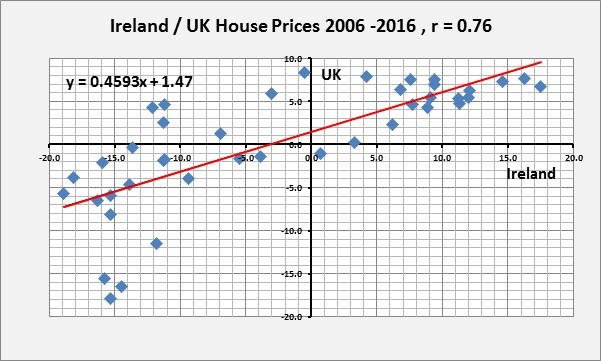 Ireland / UK House Prices 2006 -2016 , r = 0.76
10.0
UK
y = 0.4593x + 1.47
5.0
0.0
-20.0 -15.0 -10.0 -5.0 0.0 5.0 10.0 15.0 20.0
Ireland
-5.0
-10.0
-15.0
-20.0